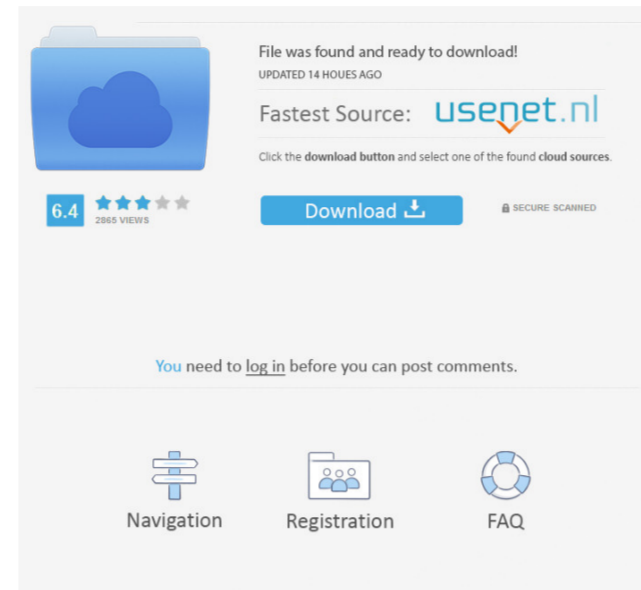 File was found and ready to download!
UPDATED 14 HOUES AGO
Fastest Source: usenet.nl
Click the download button and select one of the found cloud sources.
6.4
2865 VIEWS
Download
SECURE SCANNED
You need to log in before you can post comments.
Navigation
Registration
FAQ